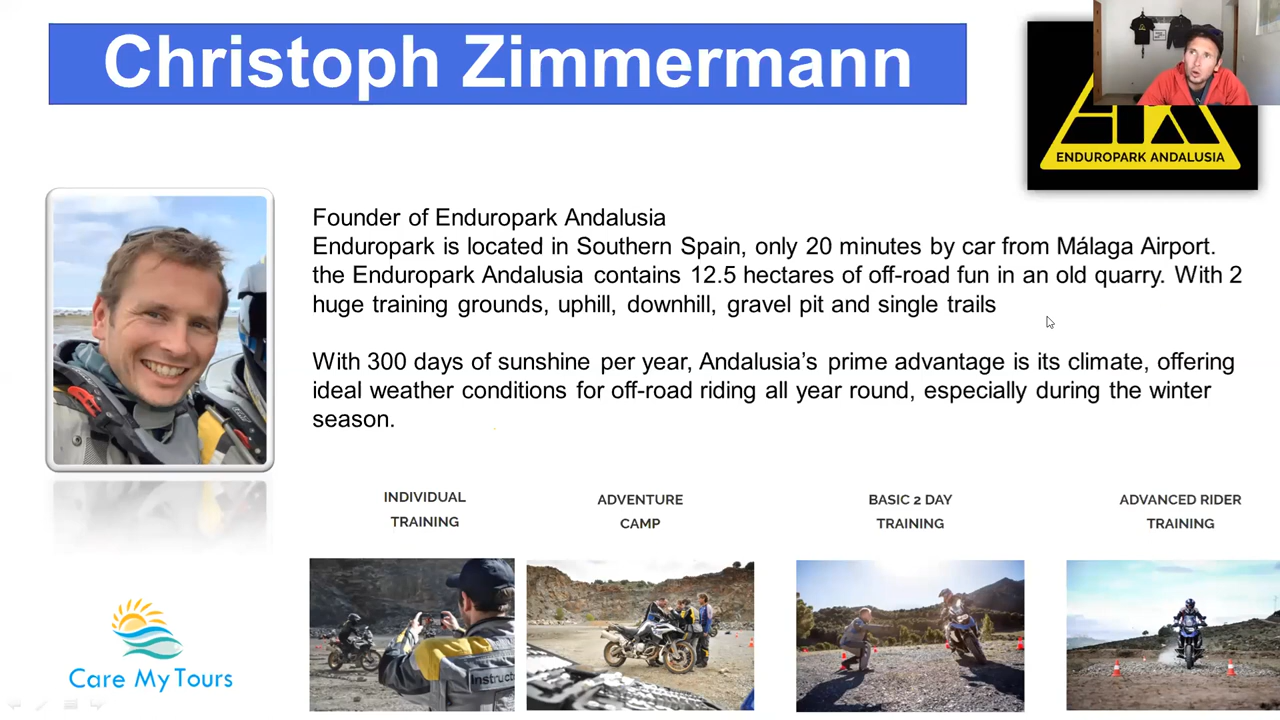 Christoph Zimmermann
ENDUROPARK ANDALUSIA
Founder of Enduropark Andalusia
Enduropark is located in Southern Spain, only 20 minutes by car from Málaga Airport.
the Enduropark Andalusia contains 12.5 hectares of off-road fun in an old quarry. With 2
huge training grounds, uphill, downhill, gravel pit and single trails
With 300 days of sunshine per year, Andalusia’s prime advantage is its climate, offering
ideal weather conditions for off-road riding all year round, especially during the winter
season.
INDIVIDUAL
TRAINING
ADVENTURE
CAMP
BASIC 2 DAY
TRAINING
ADVANCED RIDER
TRAINING
Care My Tours